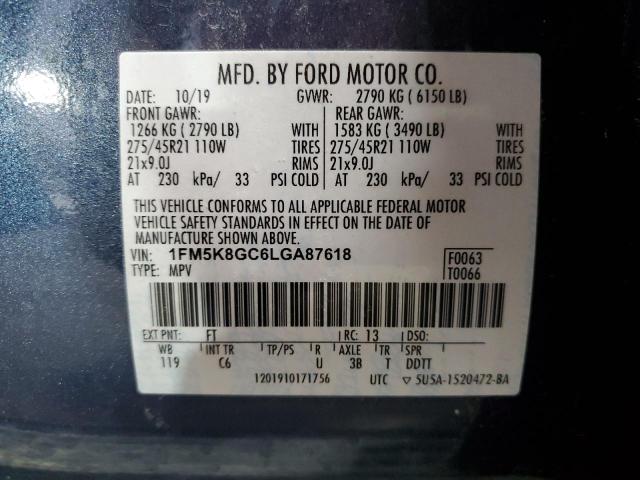 MFD. BY FORD MOTOR CO.
DATE: 10/19 GVWR: 2790 KG ( 6150 LB)
FRONT GAWR: REAR GAWR:
1266 KG ( 2790 LB) WITH 1583 KG ( 3490 LB) WITH
275/45R21 110W TIRES 275/45R21 110W TIRES
21x9.0J RIMS 21x9.0J RIMS
AT 230 kPa/ 33 PSI COLD AT 230 kPa/ 33 PSI COLD
THIS VEHICLE CONFORMS TO ALL APPLICABLE FEDERAL MOTOR
VEHICLE SAFETY STANDARDS IN EFFECT ON THE DATE OF
MANUFACTURE SHOWN ABOVE.
VIN: 1FM5K8GC6LGA87618 F0063
TYPE: MPV T0066
EXT PNT: FT RC: 13 DSO:
WB INT TR TP/PS R AXLE TR SPR
119 C6 U 3B T DDTT
1201910171756 UTC ▽ 5U5A-1520472-BA